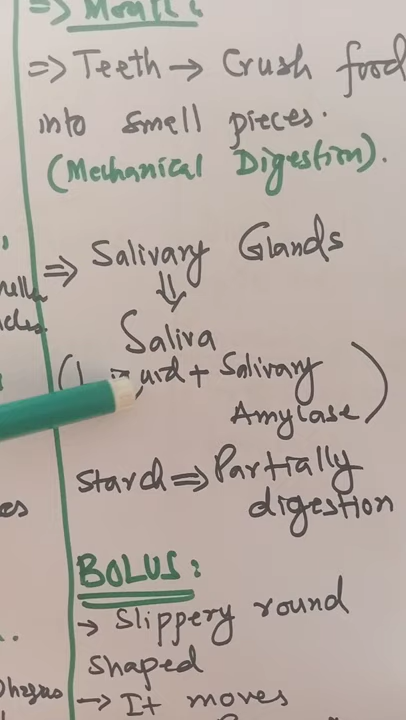 => Mouth:
=> Teeth → Crush food
into smell pieces.
(Mechanical Digestion).
=> Salivary Glands
⇓
Saliva
+ Salivary
Amylase)
Starch => Partially
digestion
BOLUS:
→ Slippery round
shaped
→ It moves